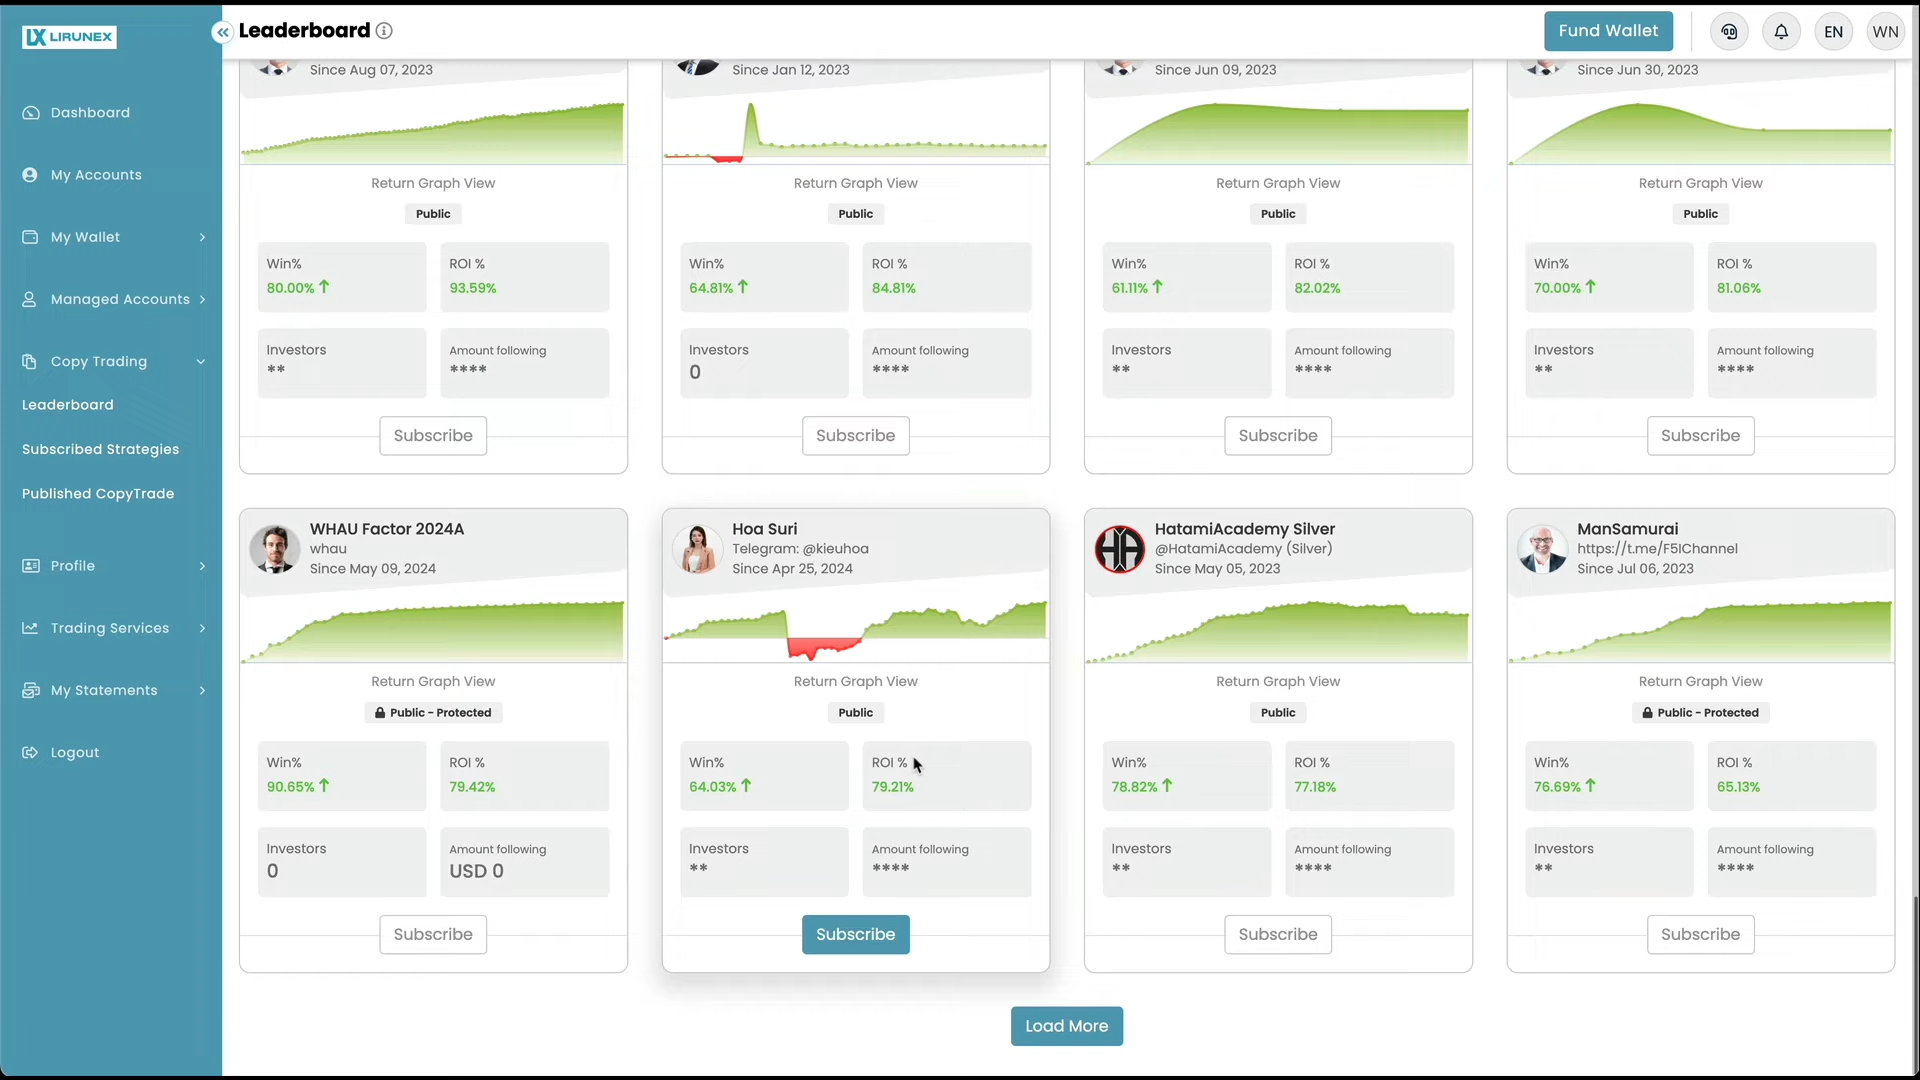 LIRUNEX
Leaderboard
Fund Wallet
EN
WN
Dashboard
My Accounts
My Wallet
Managed Accounts
Copy Trading
Leaderboard
Subscribed Strategies
Published CopyTrade
Profile
Trading Services
My Statements
Logout
Since Aug 07, 2023
Return Graph View
Public
Win%
80.00%
ROI %
93.59%
Investors
**
Amount following
****
Subscribe
Since Jan 12, 2023
Return Graph View
Public
Win%
64.81%
ROI %
84.81%
Investors
0
Amount following
****
Subscribe
Since Jun 09, 2023
Return Graph View
Public
Win%
61.11%
ROI %
82.02%
Investors
**
Amount following
****
Subscribe
Since Jun 30, 2023
Return Graph View
Public
Win%
70.00%
ROI %
81.06%
Investors
**
Amount following
****
Subscribe
WHAU Factor 2024A
whau
Since May 09, 2024
Return Graph View
Public - Protected
Win%
90.65%
ROI %
79.42%
Investors
0
Amount following
USD 0
Subscribe
Hoa Suri
Telegram: @kieuhoa
Since Apr 25, 2024
Return Graph View
Public
Win%
64.03%
ROI %
79.21%
Investors
**
Amount following
****
Subscribe
HatamiAcademy Silver
@HatamiAcademy (Silver)
Since May 05, 2023
Return Graph View
Public
Win%
78.82%
ROI %
77.18%
Investors
**
Amount following
****
Subscribe
ManSamurai
https://t.me/F5IChannel
Since Jul 06, 2023
Return Graph View
Public - Protected
Win%
76.69%
ROI %
65.13%
Investors
**
Amount following
****
Subscribe
Load More